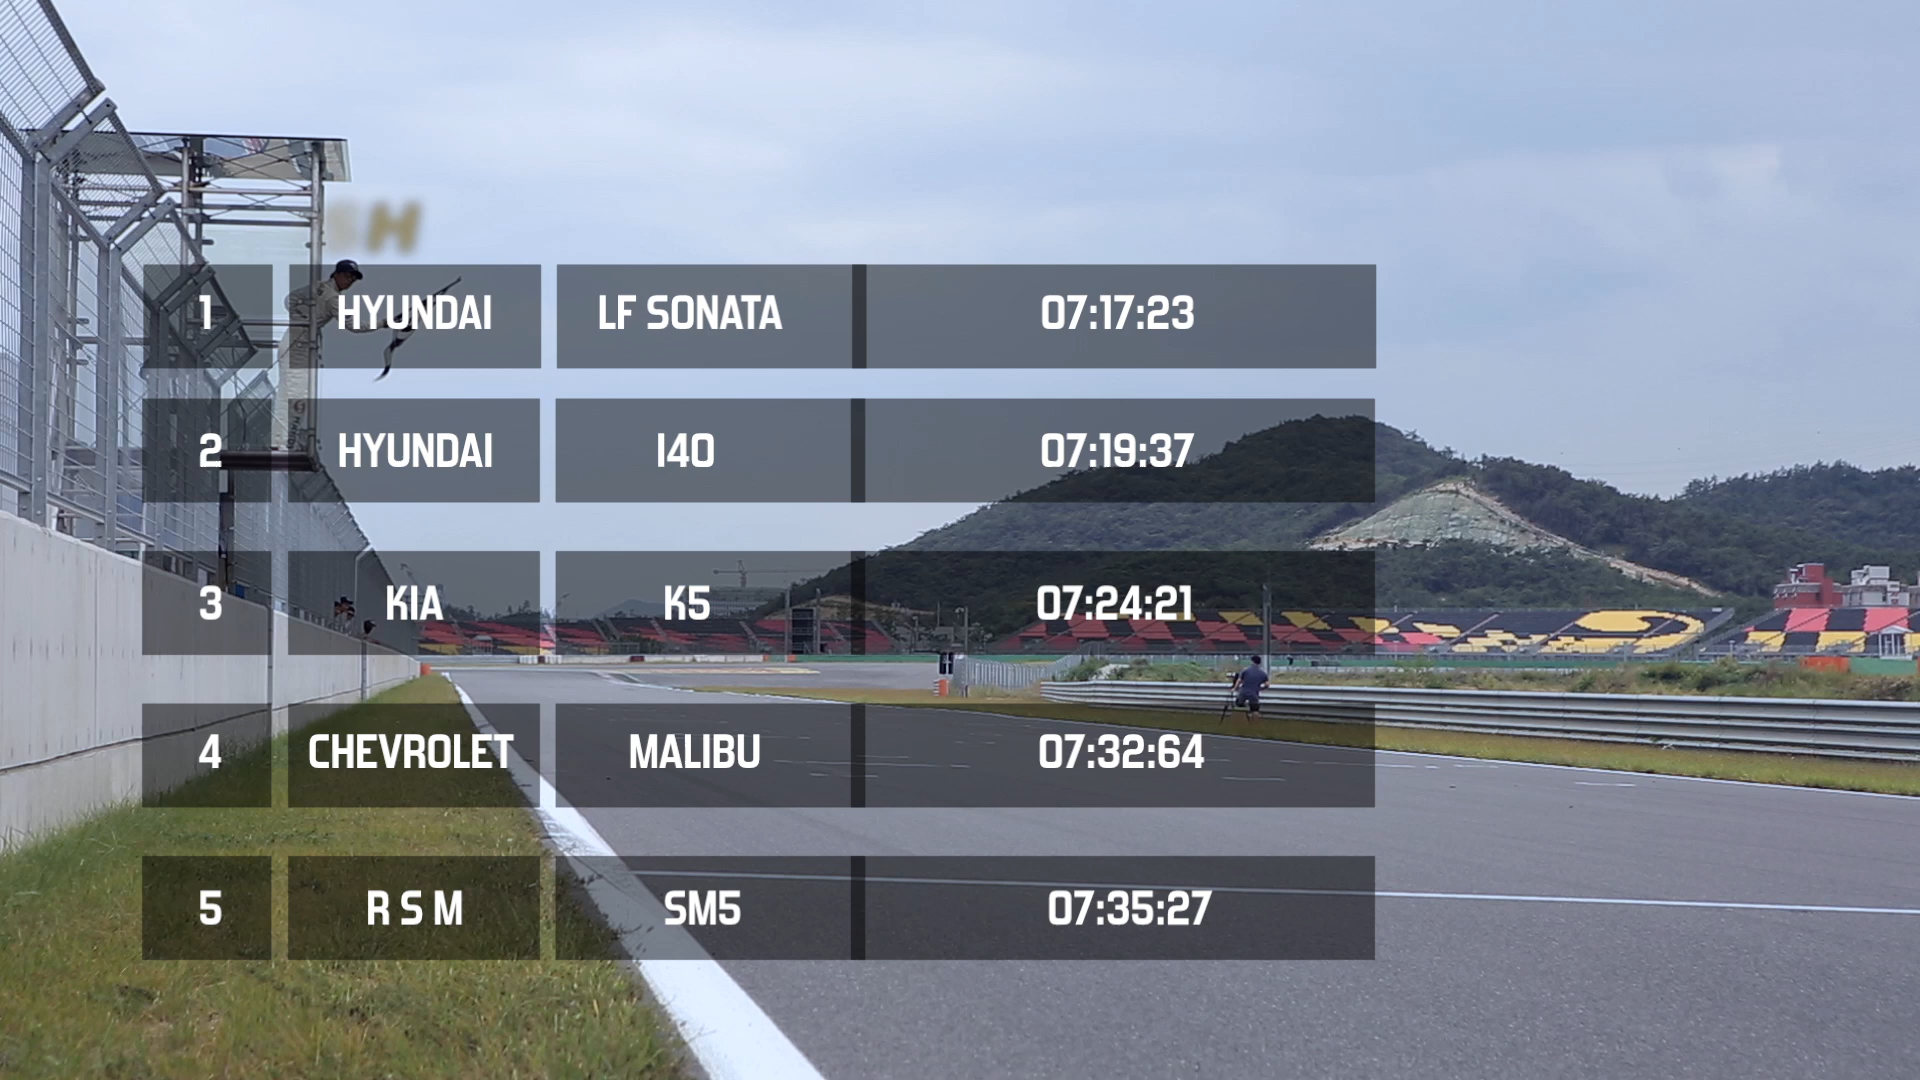 1 HYUNDAI LF SONATA 07:17:23
2 HYUNDAI I40 07:19:37
3 KIA K5 07:24:21
4 CHEVROLET MALIBU 07:32:64
5 R S M SM5 07:35:27